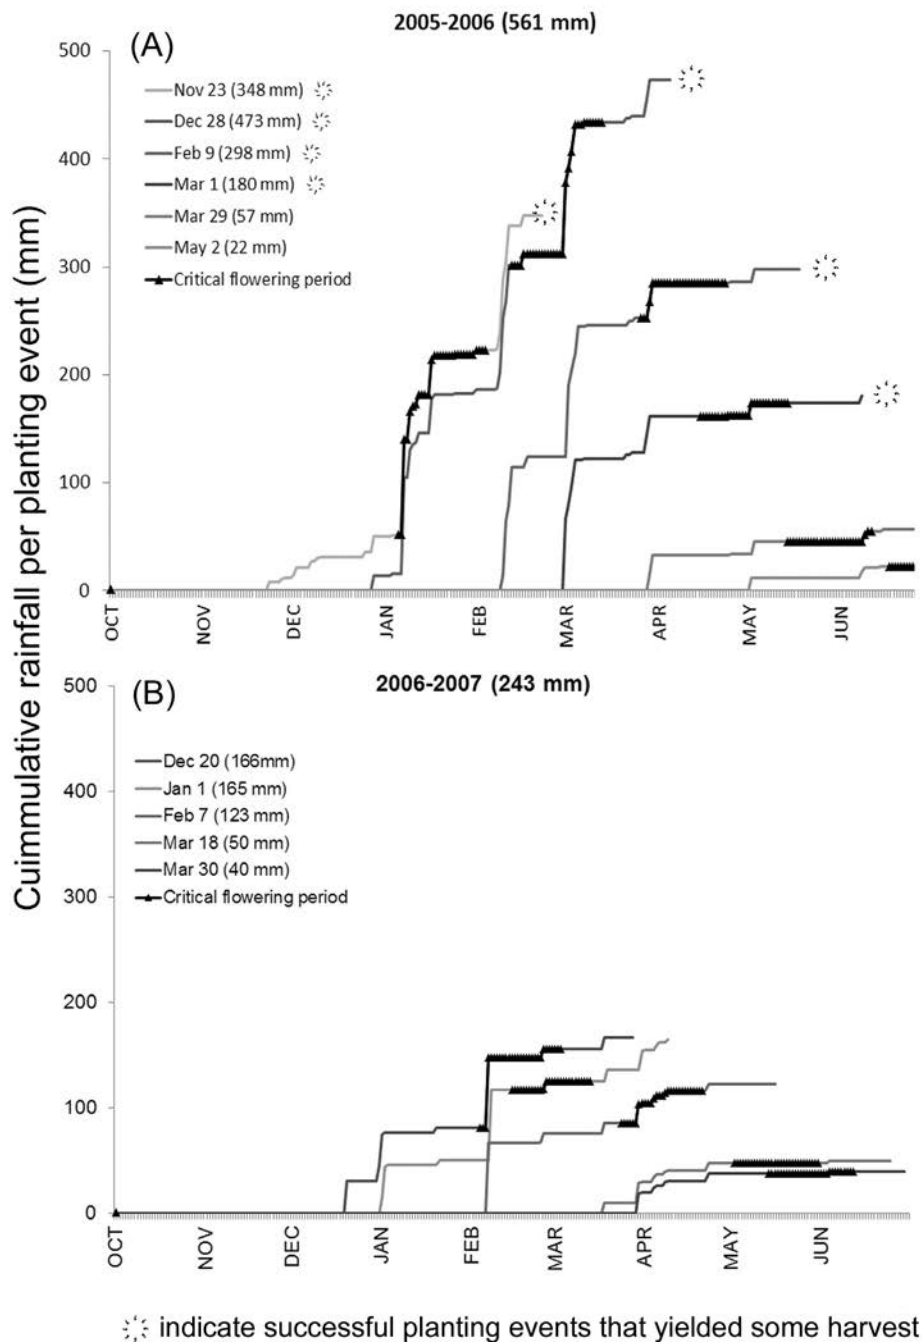 2005-2006 (561 mm)
(A)
500
400
300
200
100
0
Nov 23 (348 mm)
Dec 28 (473 mm)
Feb 9 (298 mm)
Mar 1 (180 mm)
Mar 29 (57 mm)
May 2 (22 mm)
Critical flowering period
OCT
NOV
DEC
JAN
FEB
MAR
APR
MAY
JUN
Cuimmulative rainfall per planting event (mm)
2006-2007 (243 mm)
(B)
500
400
300
200
100
0
Dec 20 (166mm)
Jan 1 (165 mm)
Feb 7 (123 mm)
Mar 18 (50 mm)
Mar 30 (40 mm)
Critical flowering period
OCT
NOV
DEC
JAN
FEB
MAR
APR
MAY
JUN
indicate successful planting events that yielded some harvest